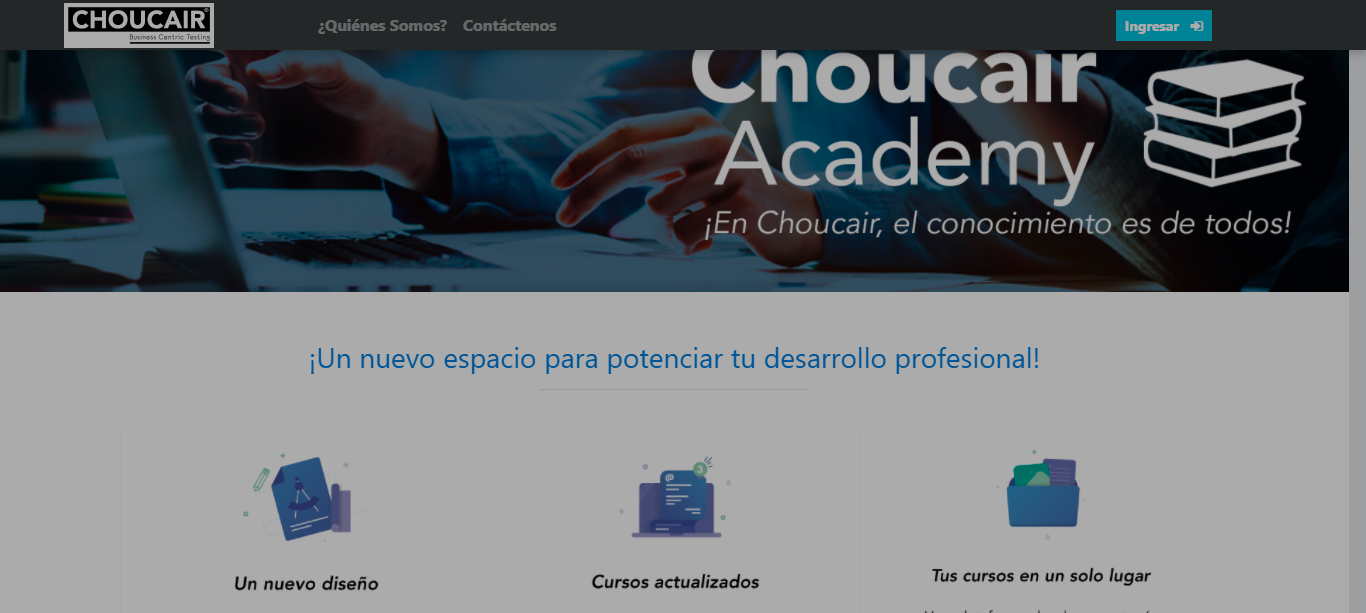 CHOUCAIR
Business Centric Testing
¿Quiénes Somos?
Contáctenos
Ingresar
Choucair
Academy
¡En Choucair, el conocimiento es de todos!
¡Un nuevo espacio para potenciar tu desarrollo profesional!
@
3
Un nuevo diseño
Cursos actualizados
Tus cursos en un solo lugar